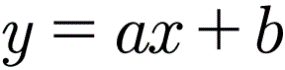 y = ax + b